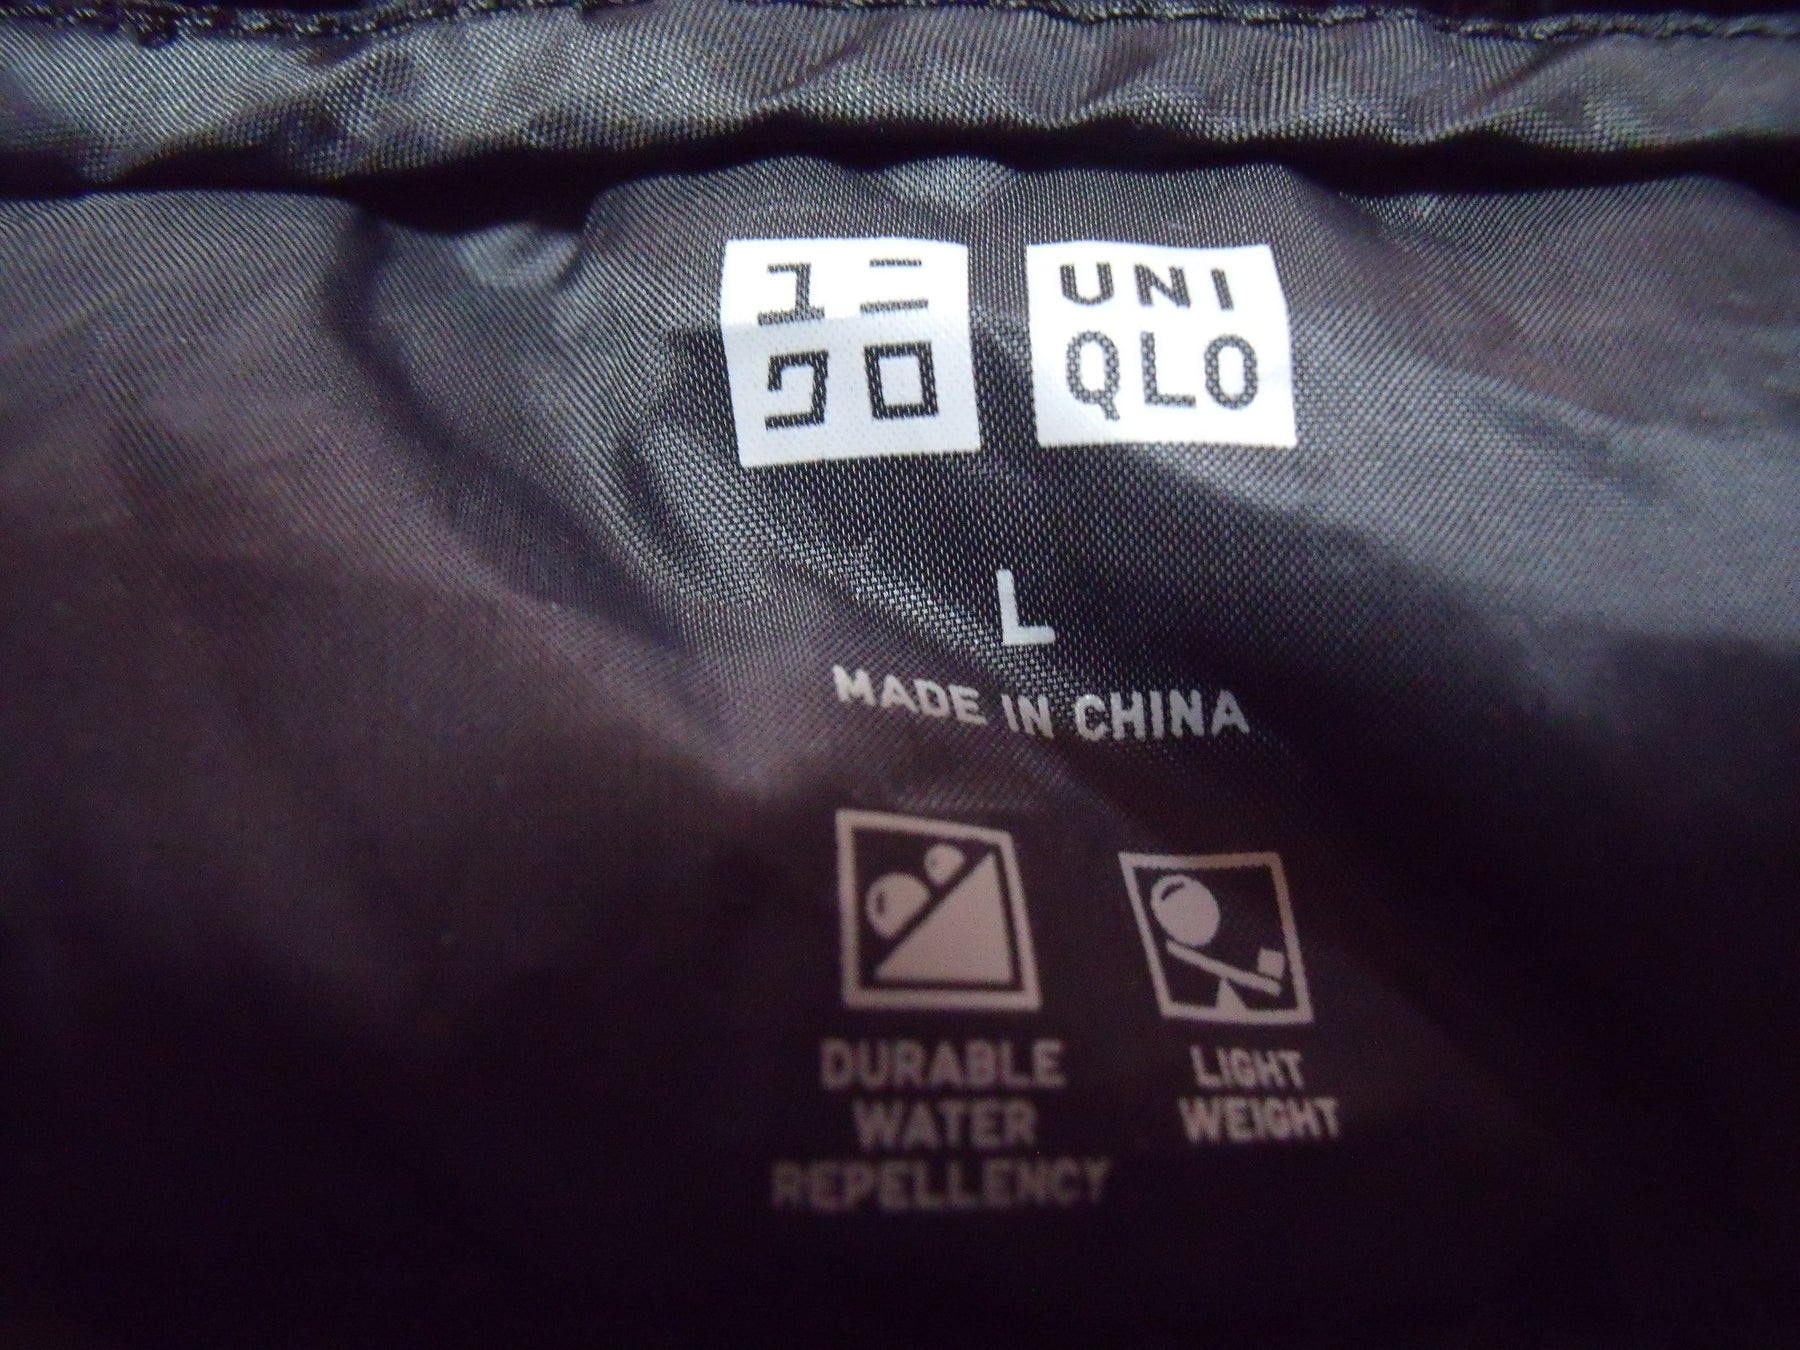 ユニ
クロ
UNI
QLO
L
MADE IN CHINA
DURABLE
WATER
REPELLENCY
LIGHT
WEIGHT